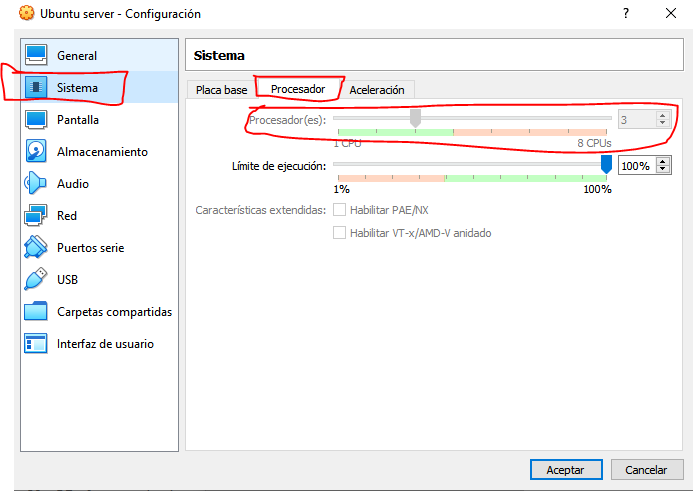 Ubuntu server - Configuración
?
General
Sistema
Pantalla
Almacenamiento
Audio
Red
Puertos serie
USB
Carpetas compartidas
Interfaz de usuario
Sistema
Placa base Procesador Aceleración
Procesador(es): 3
1 CPU 8 CPUs
Límite de ejecución: 100%
1% 100%
Características extendidas: Habilitar PAE/NX
Habilitar VT-x/AMD-V anidado
Aceptar Cancelar